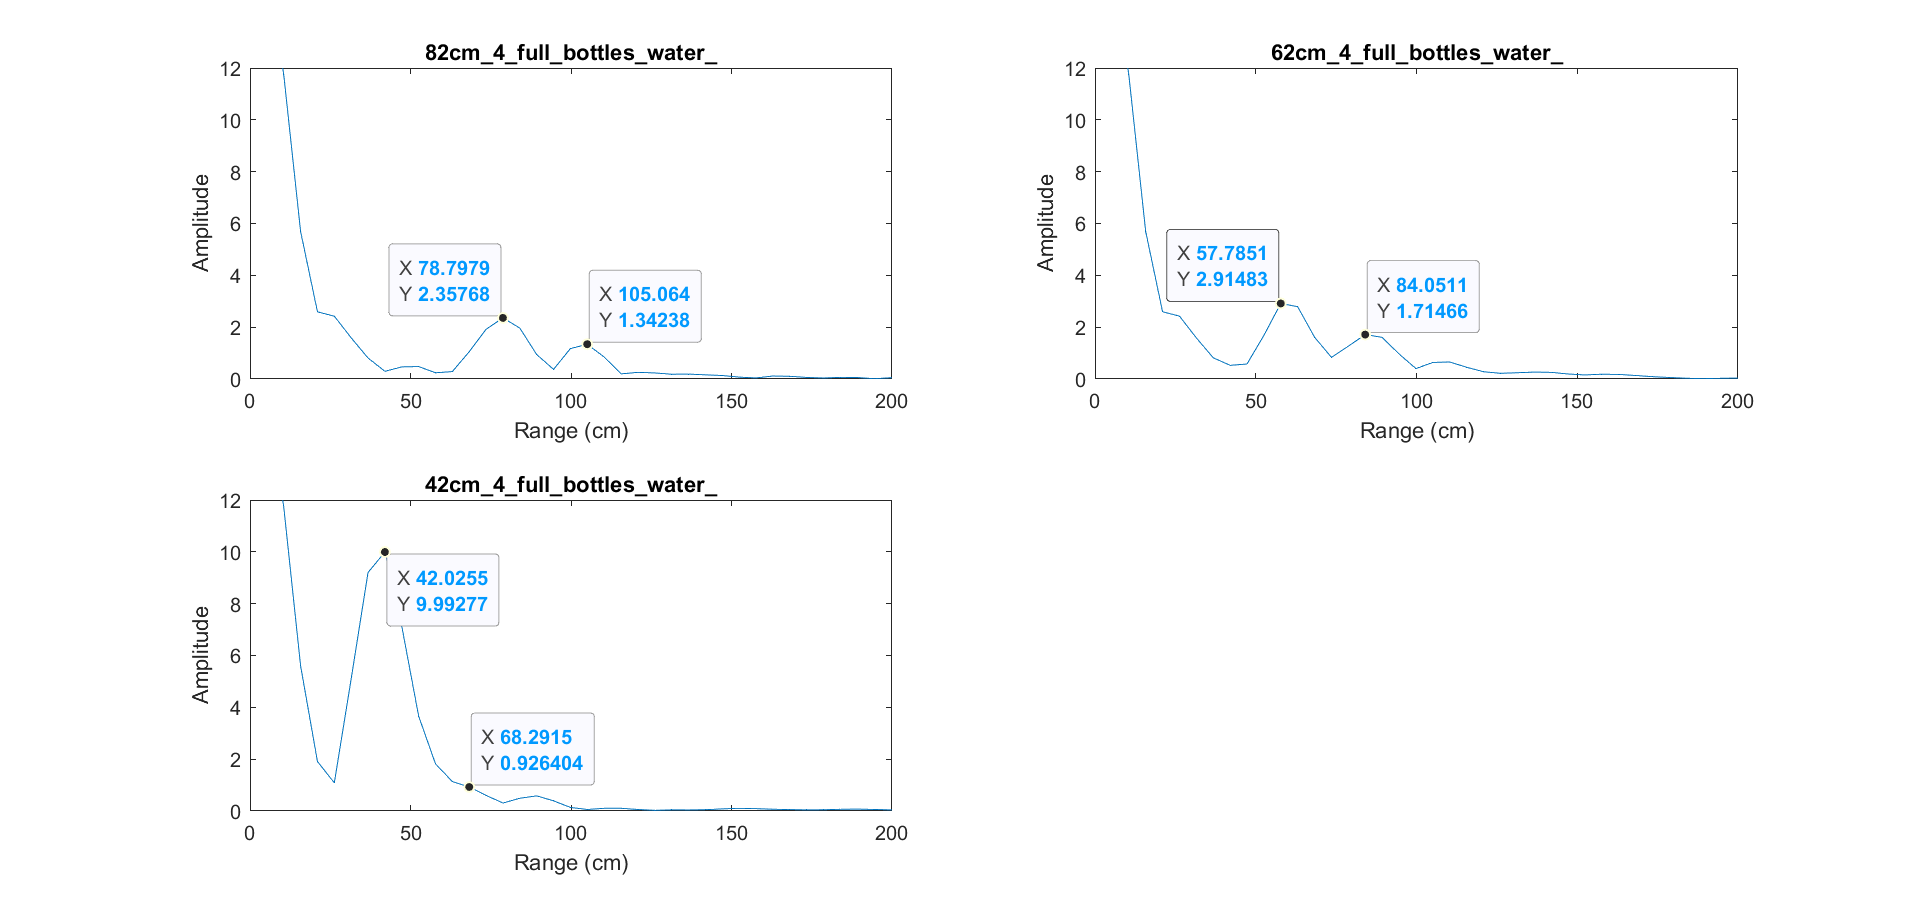 82cm_4_full_bottles_water_
12
10
8
6
4
2
0
Amplitude
X 78.7979
Y 2.35768
X 105.064
Y 1.34238
0 50 100 150 200
Range (cm)
62cm_4_full_bottles_water_
12
10
8
6
4
2
0
Amplitude
X 57.7851
Y 2.91483
X 84.0511
Y 1.71466
0 50 100 150 200
Range (cm)
42cm_4_full_bottles_water_
12
10
8
6
4
2
0
Amplitude
X 42.0255
Y 9.99277
X 68.2915
Y 0.926404
0 50 100 150 200
Range (cm)